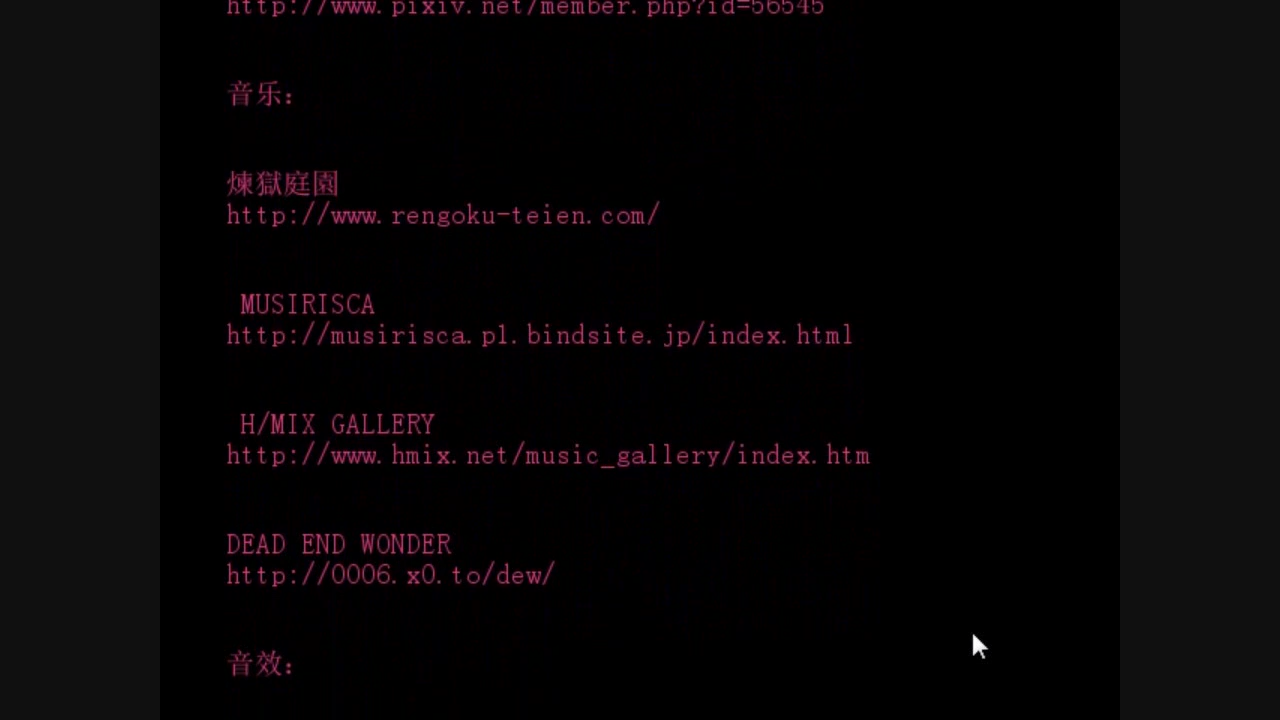 http://www.pixiv.net/member.php?id=56545
音乐：
煉獄庭園
http://www.rengoku-teien.com/
MUSIRISCA
http://musirisca.p1.bindsite.jp/index.html
H/MIX GALLERY
http://www.hmix.net/music_gallery/index.htm
DEAD END WONDER
http://0006.x0.to/dew/
音效：